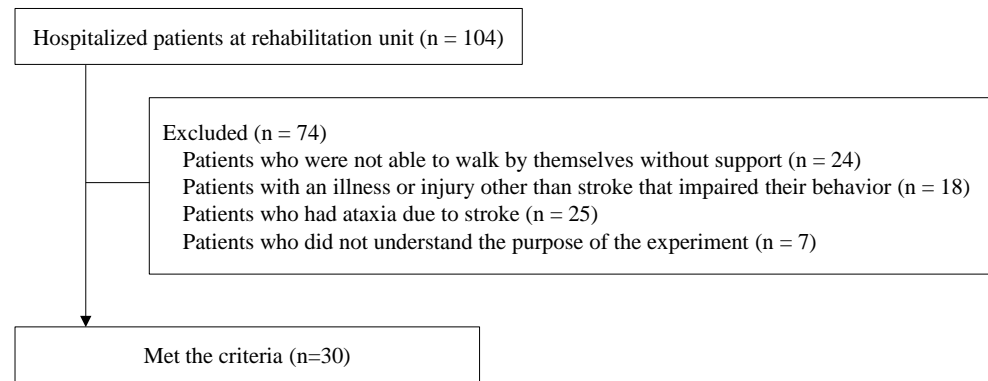 Hospitalized patients at rehabilitation unit (n = 104)
Excluded (n = 74)
Patients who were not able to walk by themselves without support (n = 24)
Patients with an illness or injury other than stroke that impaired their behavior (n = 18)
Patients who had ataxia due to stroke (n = 25)
Patients who did not understand the purpose of the experiment (n = 7)
Met the criteria (n=30)